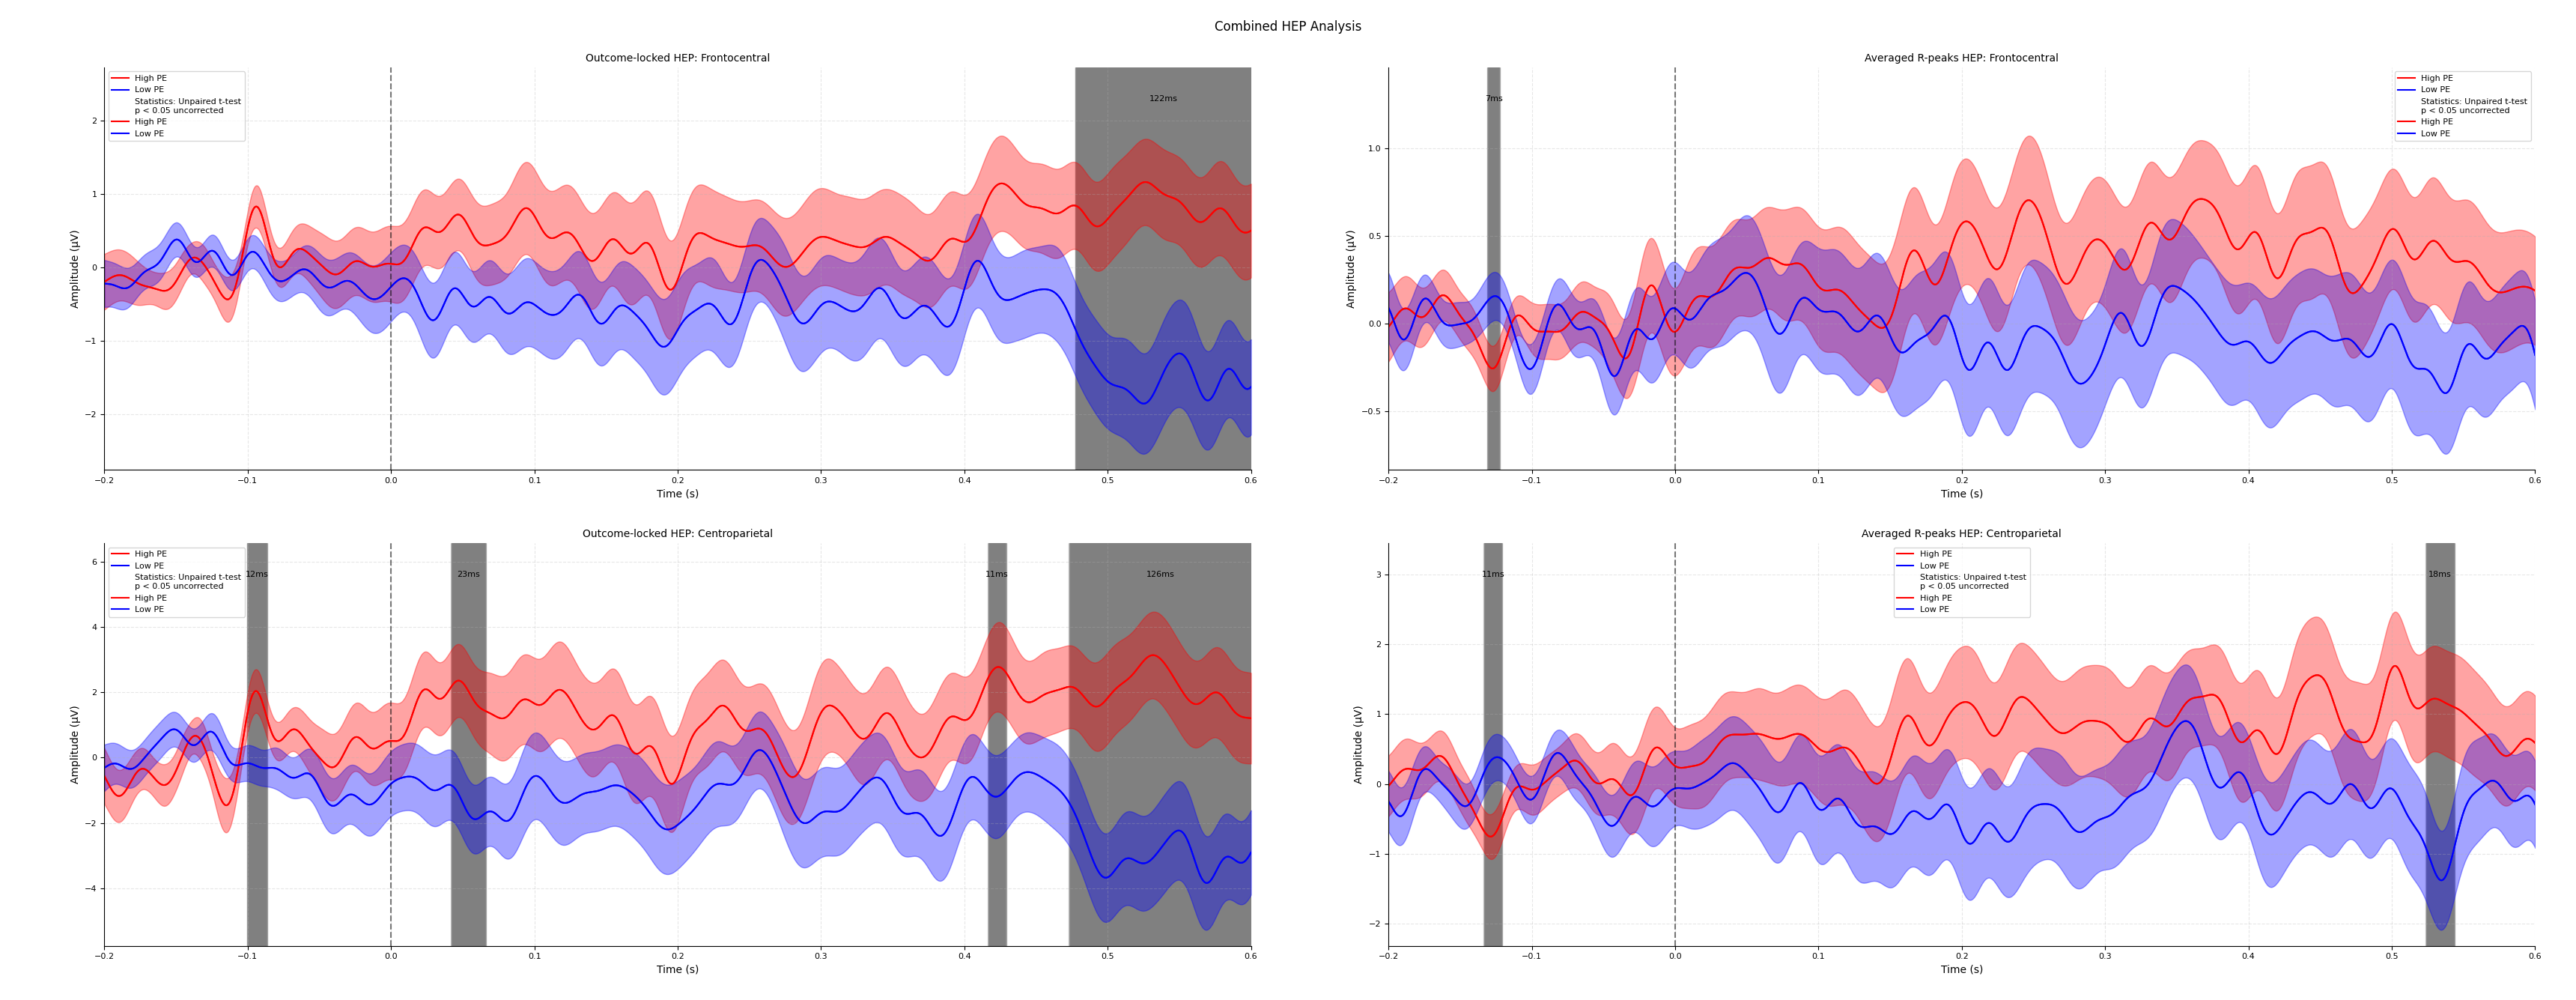 Combined HEP Analysis
Outcome-locked HEP: Frontocentral
High PE
Low PE
Statistics: Unpaired t-test
p < 0.05 uncorrected
High PE
Low PE
122ms
Amplitude (µV)
2
1
0
−1
−2
−0.2 −0.1 0.0 0.1 0.2 0.3 0.4 0.5 0.6
Time (s)
Averaged R-peaks HEP: Frontocentral
7ms
High PE
Low PE
Statistics: Unpaired t-test
p < 0.05 uncorrected
High PE
Low PE
Amplitude (µV)
1.0
0.5
0.0
−0.5
−0.2 −0.1 0.0 0.1 0.2 0.3 0.4 0.5 0.6
Time (s)
Outcome-locked HEP: Centroparietal
High PE
Low PE
Statistics: Unpaired t-test
p < 0.05 uncorrected
High PE
Low PE
12ms 23ms 11ms 126ms
Amplitude (µV)
6
4
2
0
−2
−4
−0.2 −0.1 0.0 0.1 0.2 0.3 0.4 0.5 0.6
Time (s)
Averaged R-peaks HEP: Centroparietal
High PE
Low PE
Statistics: Unpaired t-test
p < 0.05 uncorrected
High PE
Low PE
11ms 18ms
Amplitude (µV)
3
2
1
0
−1
−2
−0.2 −0.1 0.0 0.1 0.2 0.3 0.4 0.5 0.6
Time (s)